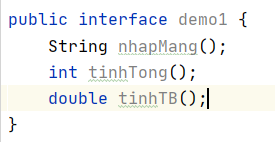 public interface demo1 {
    String nhapMang();
    int tinhTong();
    double tinhTB();
}